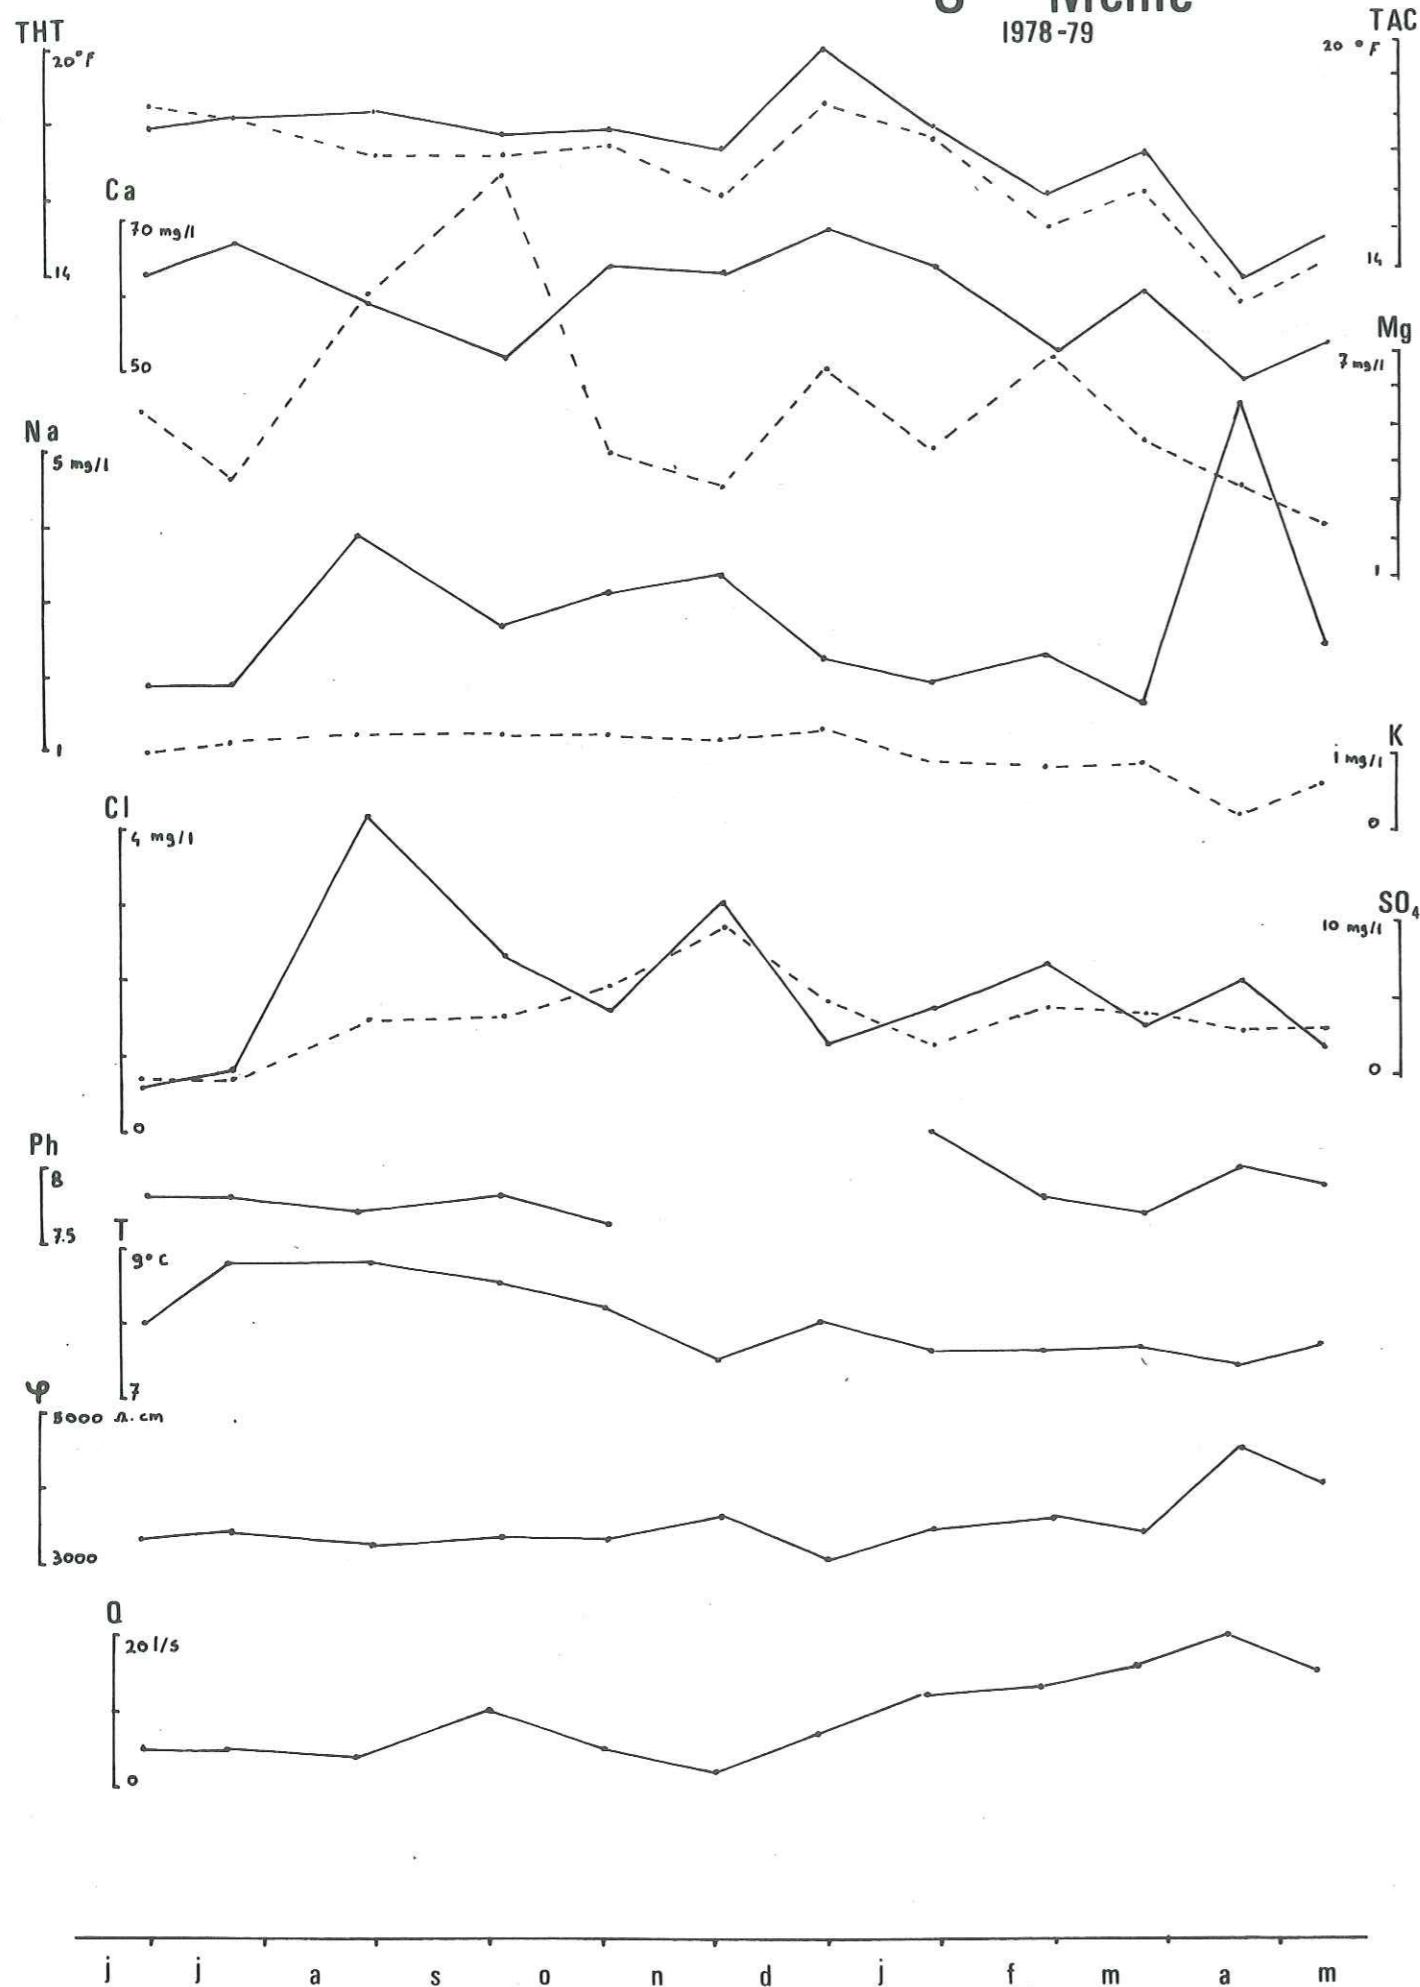 1978-79
THT
20°F
14
TAC
20 °F
14
Ca
70 mg/l
50
Mg
7 mg/l
1
Na
5 mg/l
1
K
1 mg/l
0
Cl
4 mg/l
0
SO₄
10 mg/l
0
Ph
8
7.5
T
9°C
7
φ
5000 Ω.cm
3000
Q
20 l/s
0
j j a s o n d j f m a m